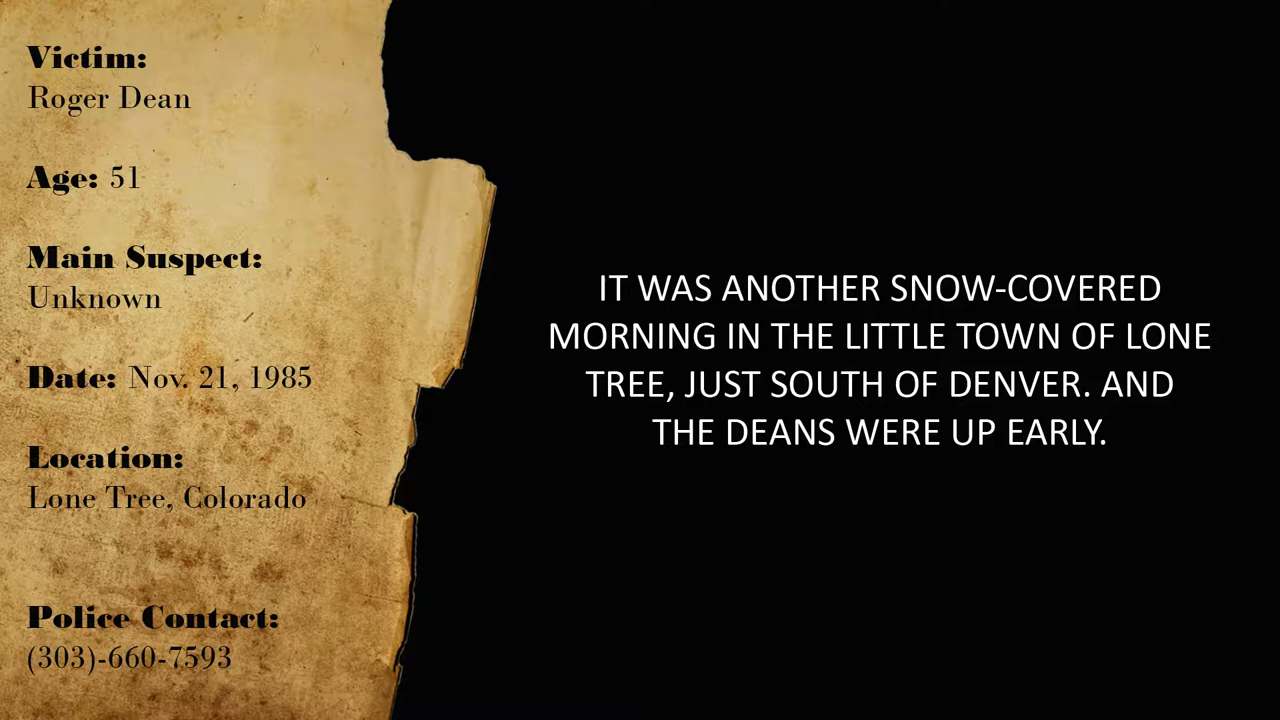 Victim:
Roger Dean
Age: 51
Main Suspect:
Unknown
Date: Nov. 21, 1985
Location:
Lone Tree, Colorado
Police Contact:
(303)-660-7593
IT WAS ANOTHER SNOW-COVERED
MORNING IN THE LITTLE TOWN OF LONE
TREE, JUST SOUTH OF DENVER. AND
THE DEANS WERE UP EARLY.